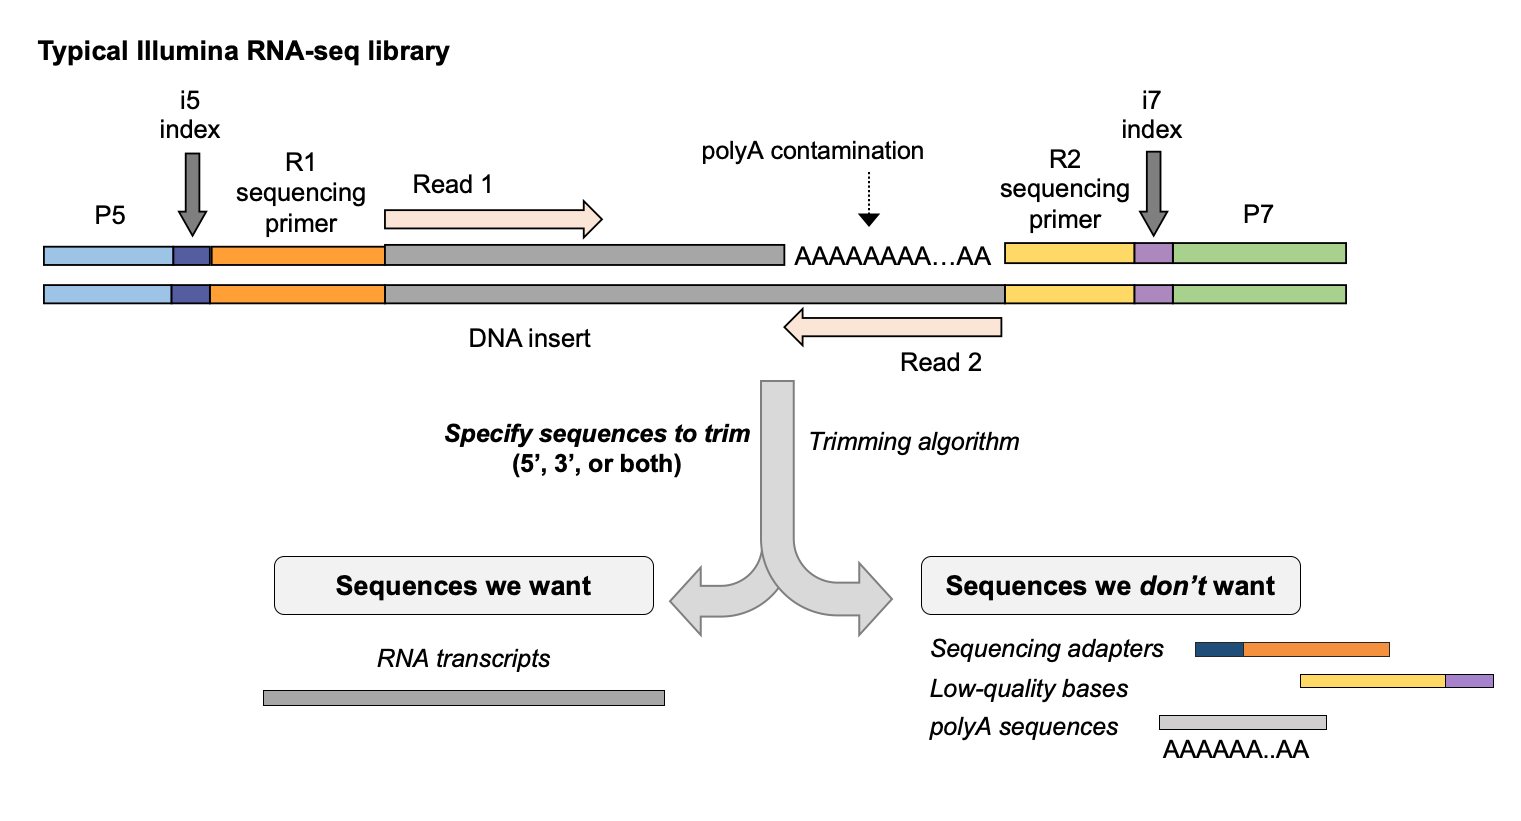 Typical Illumina RNA-seq library
i5
index
i7
index
R1
sequencing
primer
Read 1
polyA contamination
R2
sequencing
primer
P5
P7
AAAAAAAA…AA
DNA insert
Read 2
Specify sequences to trim
(5’, 3’, or both)
Trimming algorithm
Sequences we want
Sequences we don’t want
RNA transcripts
Sequencing adapters
Low-quality bases
polyA sequences
AAAAAA..AA